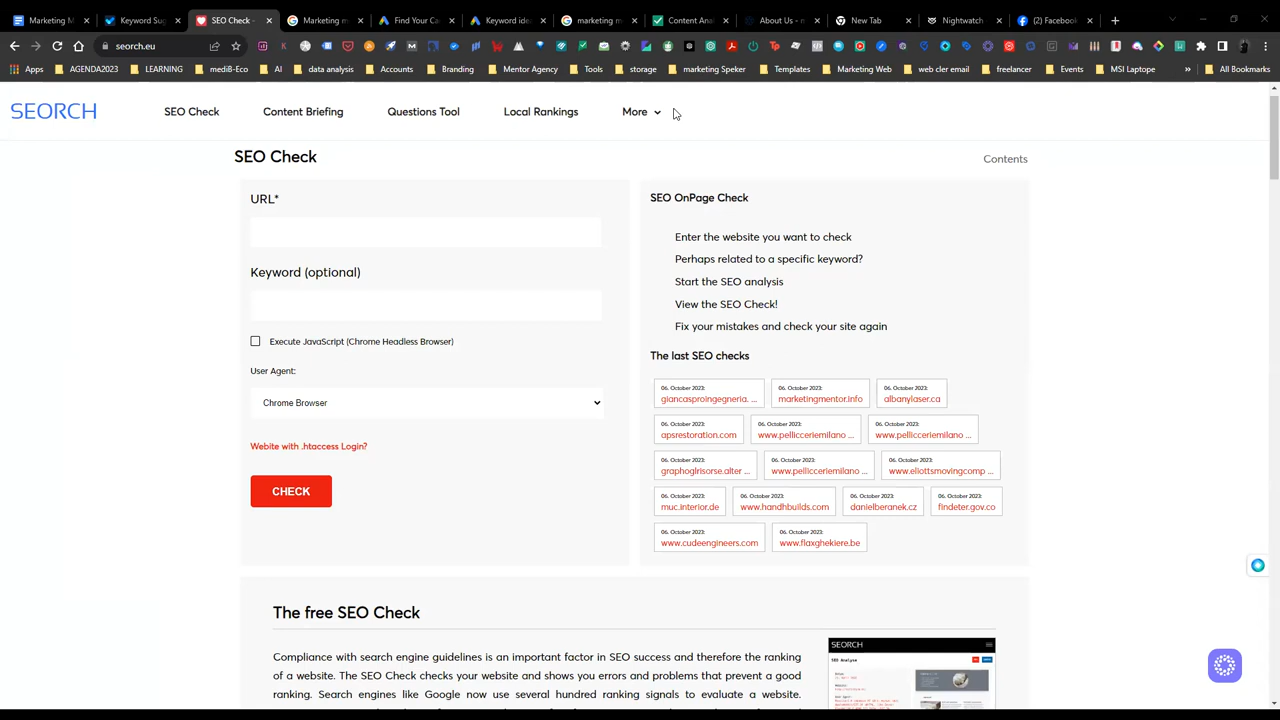 Marketing M
Keyword Sug
SEO Check -
Marketing m
Find Your Ca
Keyword idea
marketing m
Content Ana
About Us - m
New Tab
Nightwatch
(2) Facebook
seorch.eu
Apps
AGENDA2023
LEARNING
mediB-Eco
AI
data analysis
Accounts
Branding
Mentor Agency
Tools
storage
marketing Speker
Templates
Marketing Web
web cler email
freelancer
Events
MSI Laptope
»
All Bookmarks
SEORCH
SEO Check
Content Briefing
Questions Tool
Local Rankings
More
SEO Check
Contents
URL*
Keyword (optional)
Execute JavaScript (Chrome Headless Browser)
User Agent:
Chrome Browser
Webite with .htaccess Login?
CHECK
SEO OnPage Check
Enter the website you want to check
Perhaps related to a specific keyword?
Start the SEO analysis
View the SEO Check!
Fix your mistakes and check your site again
The last SEO checks
06. October 2023:
giancasproingegneria. ...
06. October 2023:
marketingmentor.info
06. October 2023:
albanylaser.ca
06. October 2023:
apsrestoration.com
06. October 2023:
www.pellicceriemilano ...
06. October 2023:
www.pellicceriemilano ...
06. October 2023:
graphoglrisorse.alter ...
06. October 2023:
www.pellicceriemilano ...
06. October 2023:
www.eliottsmovingcomp ...
06. October 2023:
muc.interior.de
06. October 2023:
www.handhbuilds.com
06. October 2023:
danielberanek.cz
06. October 2023:
findeter.gov.co
06. October 2023:
www.cudeengineers.com
06. October 2023:
www.flaxghekiere.be
The free SEO Check
Compliance with search engine guidelines is an important factor in SEO success and therefore the ranking
of a website. The SEO Check checks your website and shows you errors and problems that prevent a good
ranking. Search engines like Google now use several hundred ranking signals to evaluate a website.
SEORCH
SEO Analyse